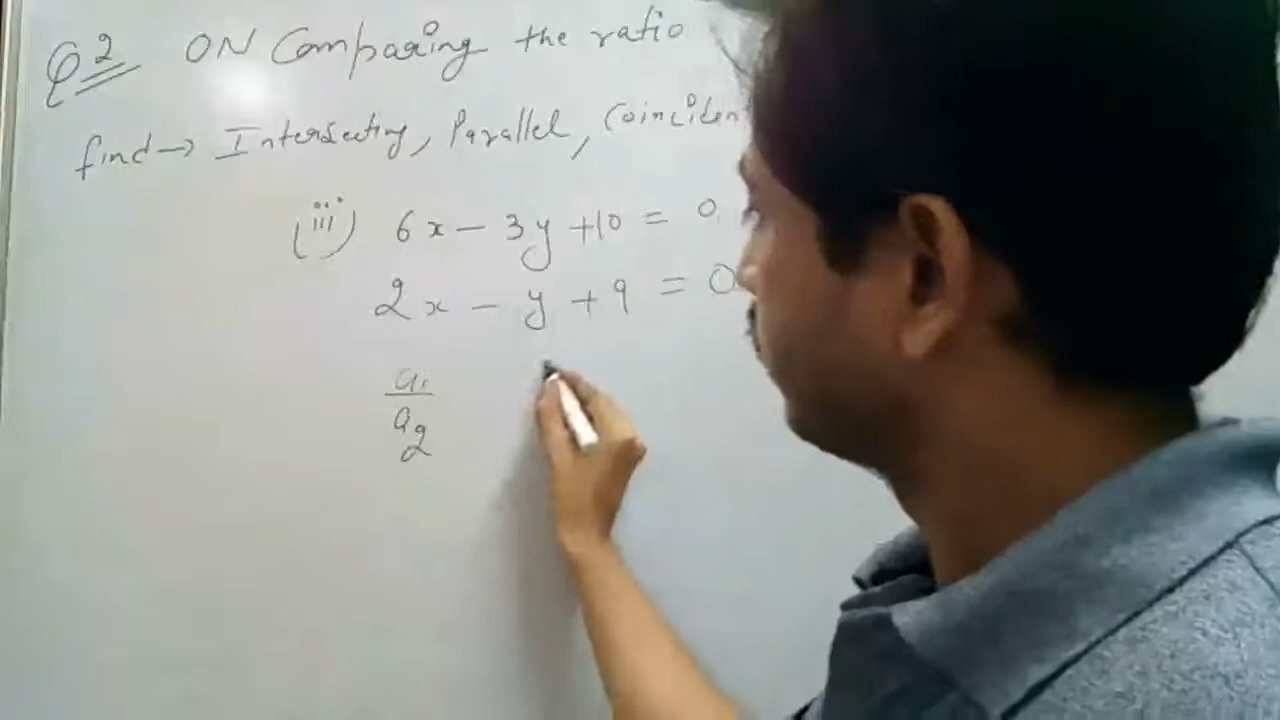 Q2 ON Comparing the ratio
find→ Intersecting, Parallel, Coinciden
(iii) 6x - 3y + 10 = 0
2x - y + 9 = 0
a₁
a₂